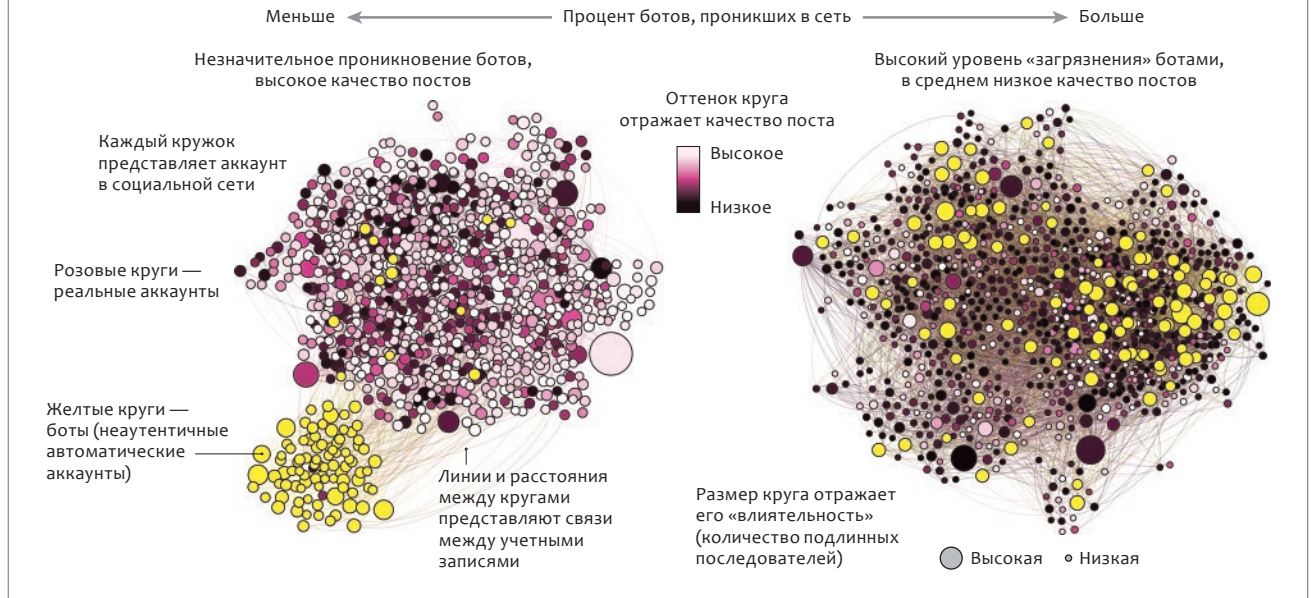 Меньше
Процент ботов, проникших в сеть
Больше
Незначительное проникновение ботов,
высокое качество постов
Высокий уровень «загрязнения» ботами,
в среднем низкое качество постов
Оттенок круга
отражает качество поста
Высокое
Низкое
Каждый кружок
представляет аккаунт
в социальной сети
Розовые круги —
реальные аккаунты
Желтые круги —
боты (неаутентичные
автоматические
аккаунты)
Линии и расстояния
между кругами
представляют связи
между учетными
записями
Размер круга отражает
его «влиятельность»
(количество подлинных
последователей)
Высокая
Низкая